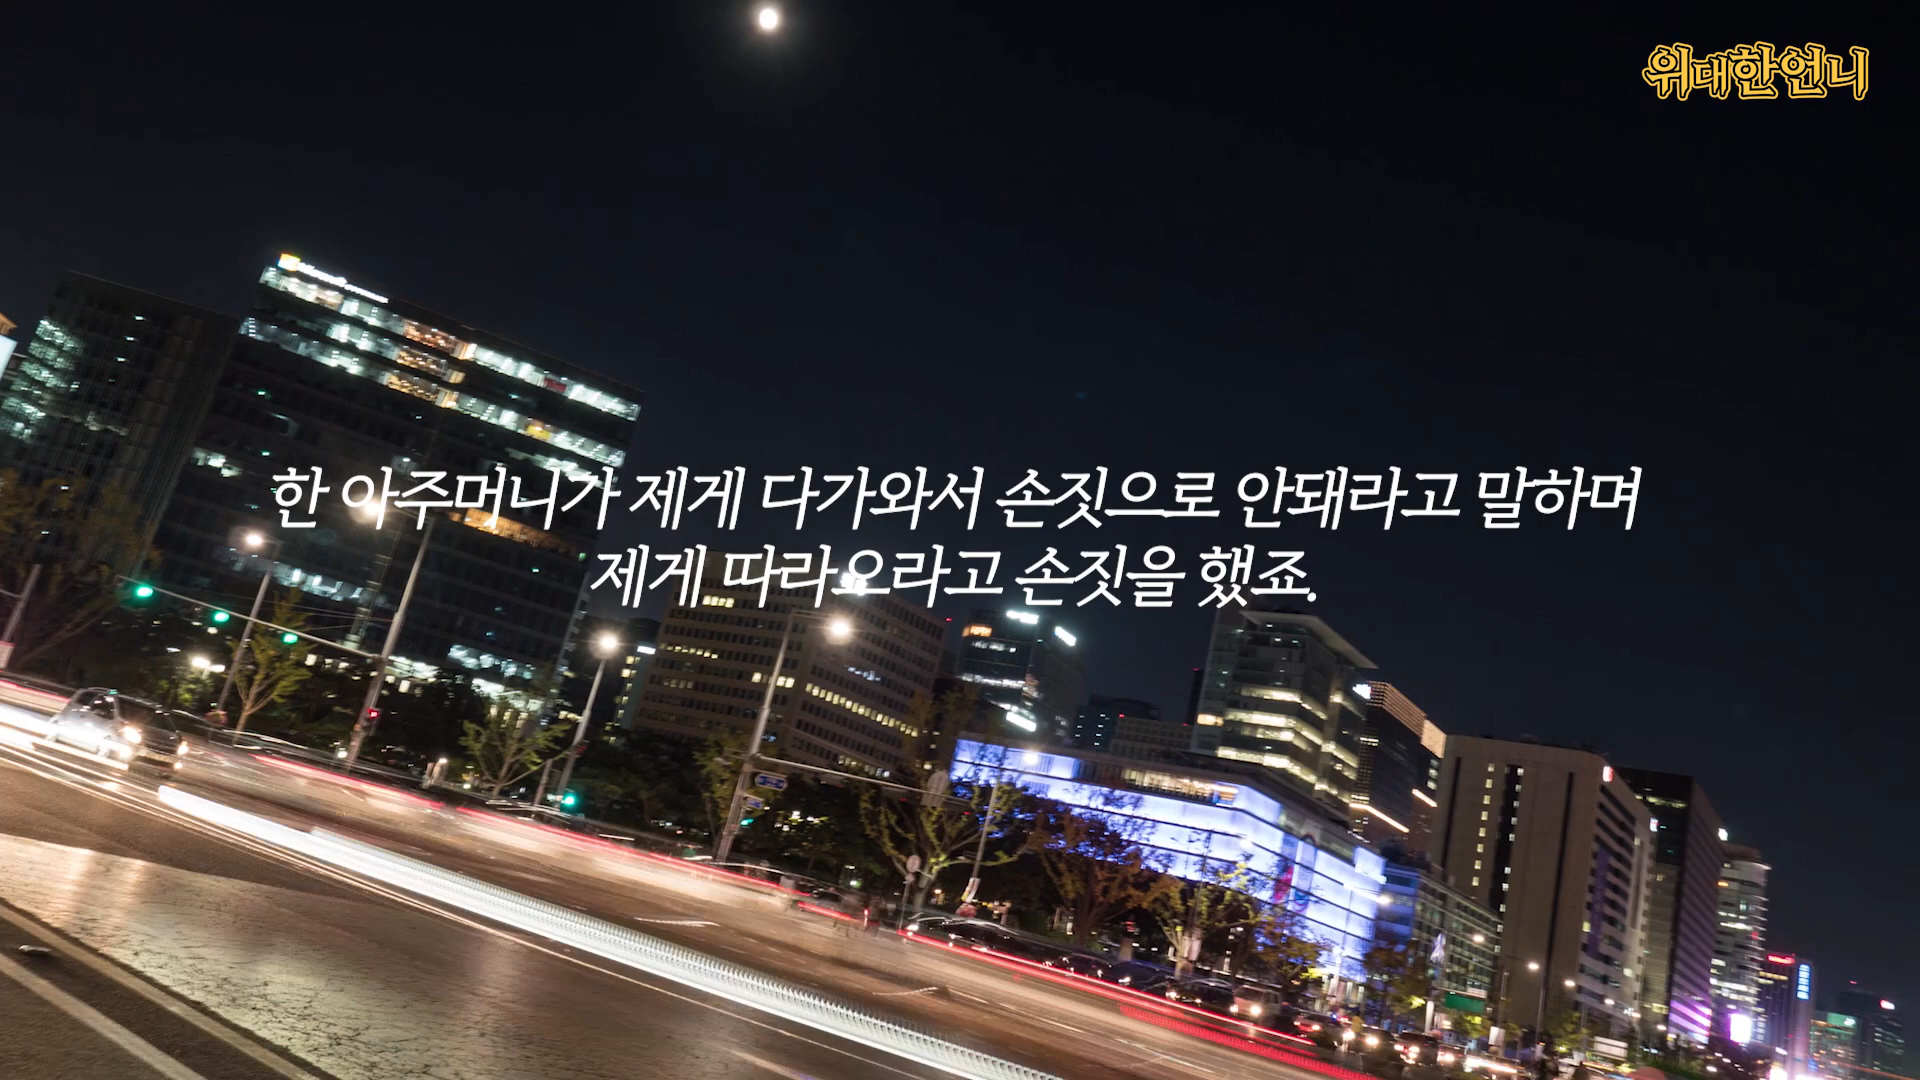 위대한언니
한 아주머니가 제게 다가와서 손짓으로 안돼라고 말하며
제게 따라오라고 손짓을 했죠.